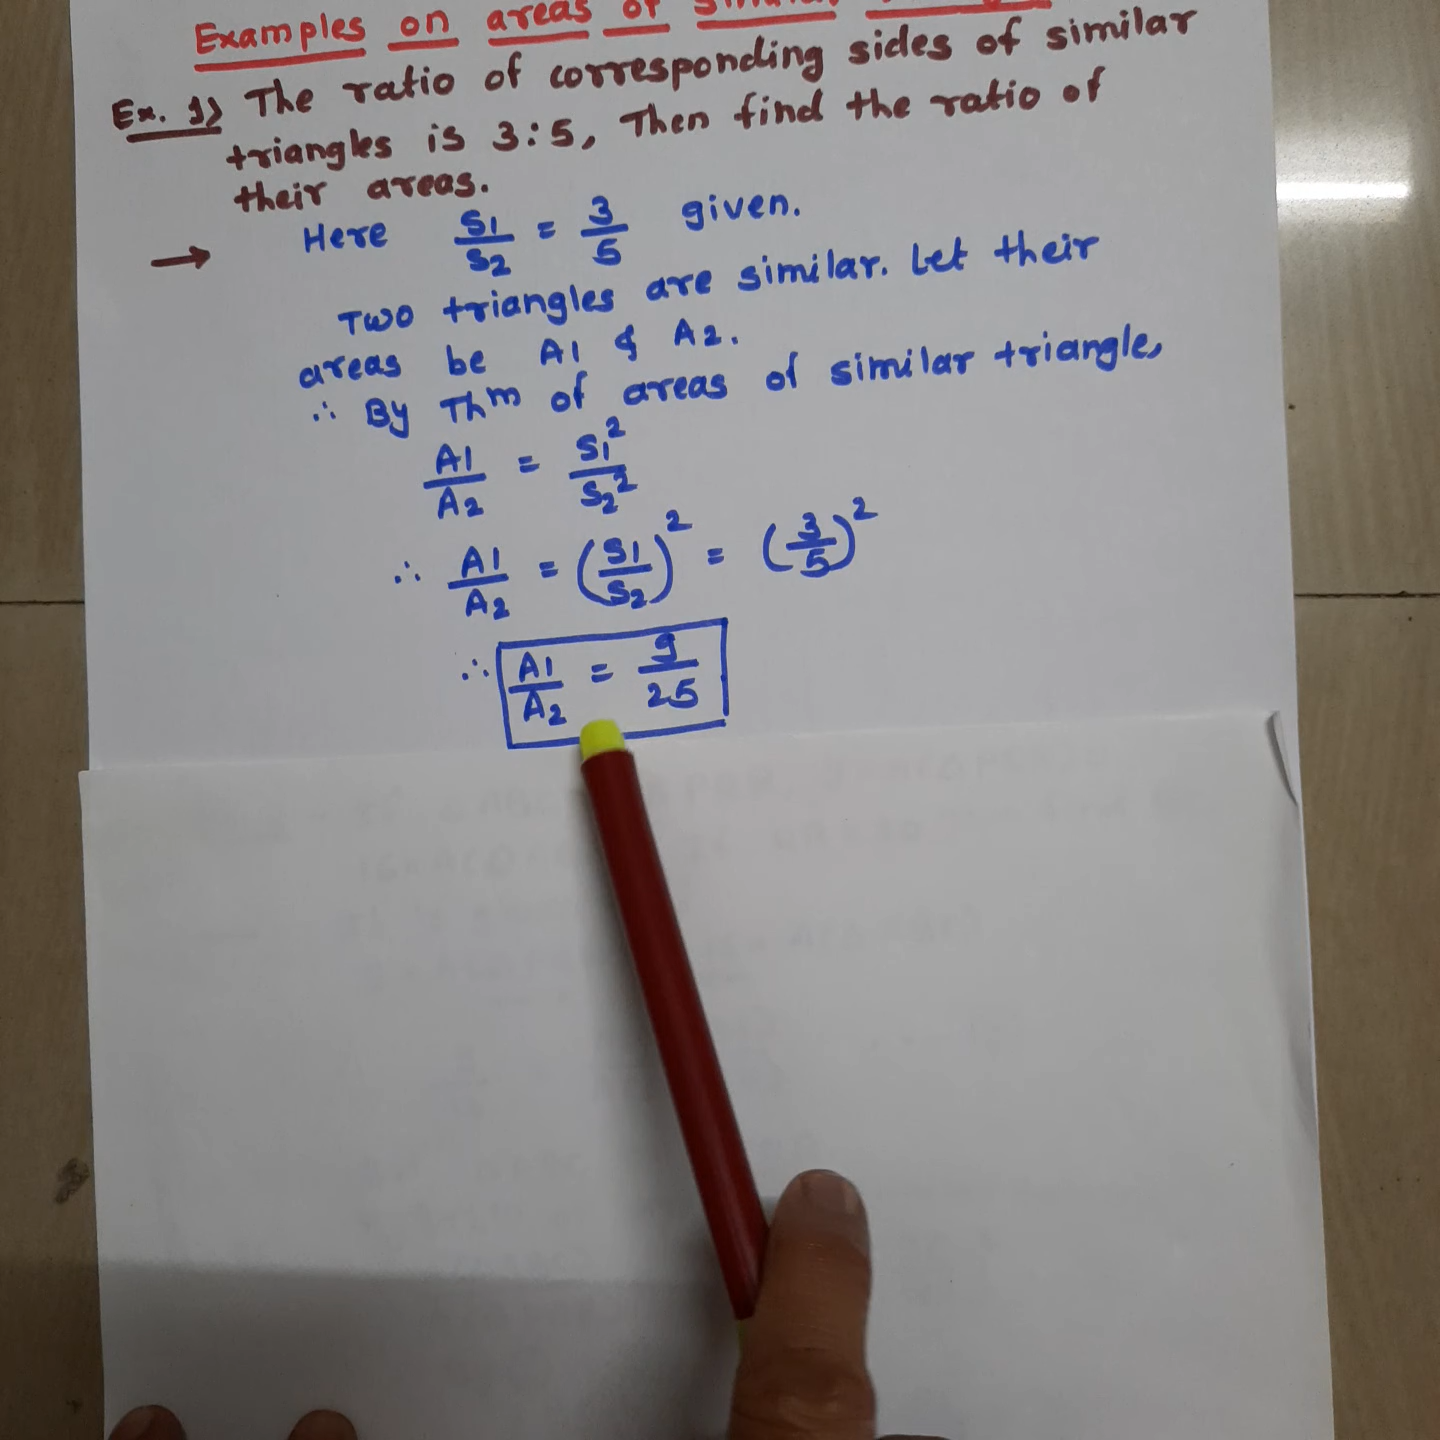 Examples on areas of similar
Ex. 1) The ratio of corresponding sides of similar
triangles is 3:5, Then find the ratio of
their areas.
→ Here S1/S2 = 3/5 given.
Two triangles are similar. Let their
areas be A1 & A2.
∴ By Thm of areas of similar triangle,
A1/A2 = S1²/S2²
∴ A1/A2 = (S1/S2)² = (3/5)²
∴ A1/A2 = 9/25